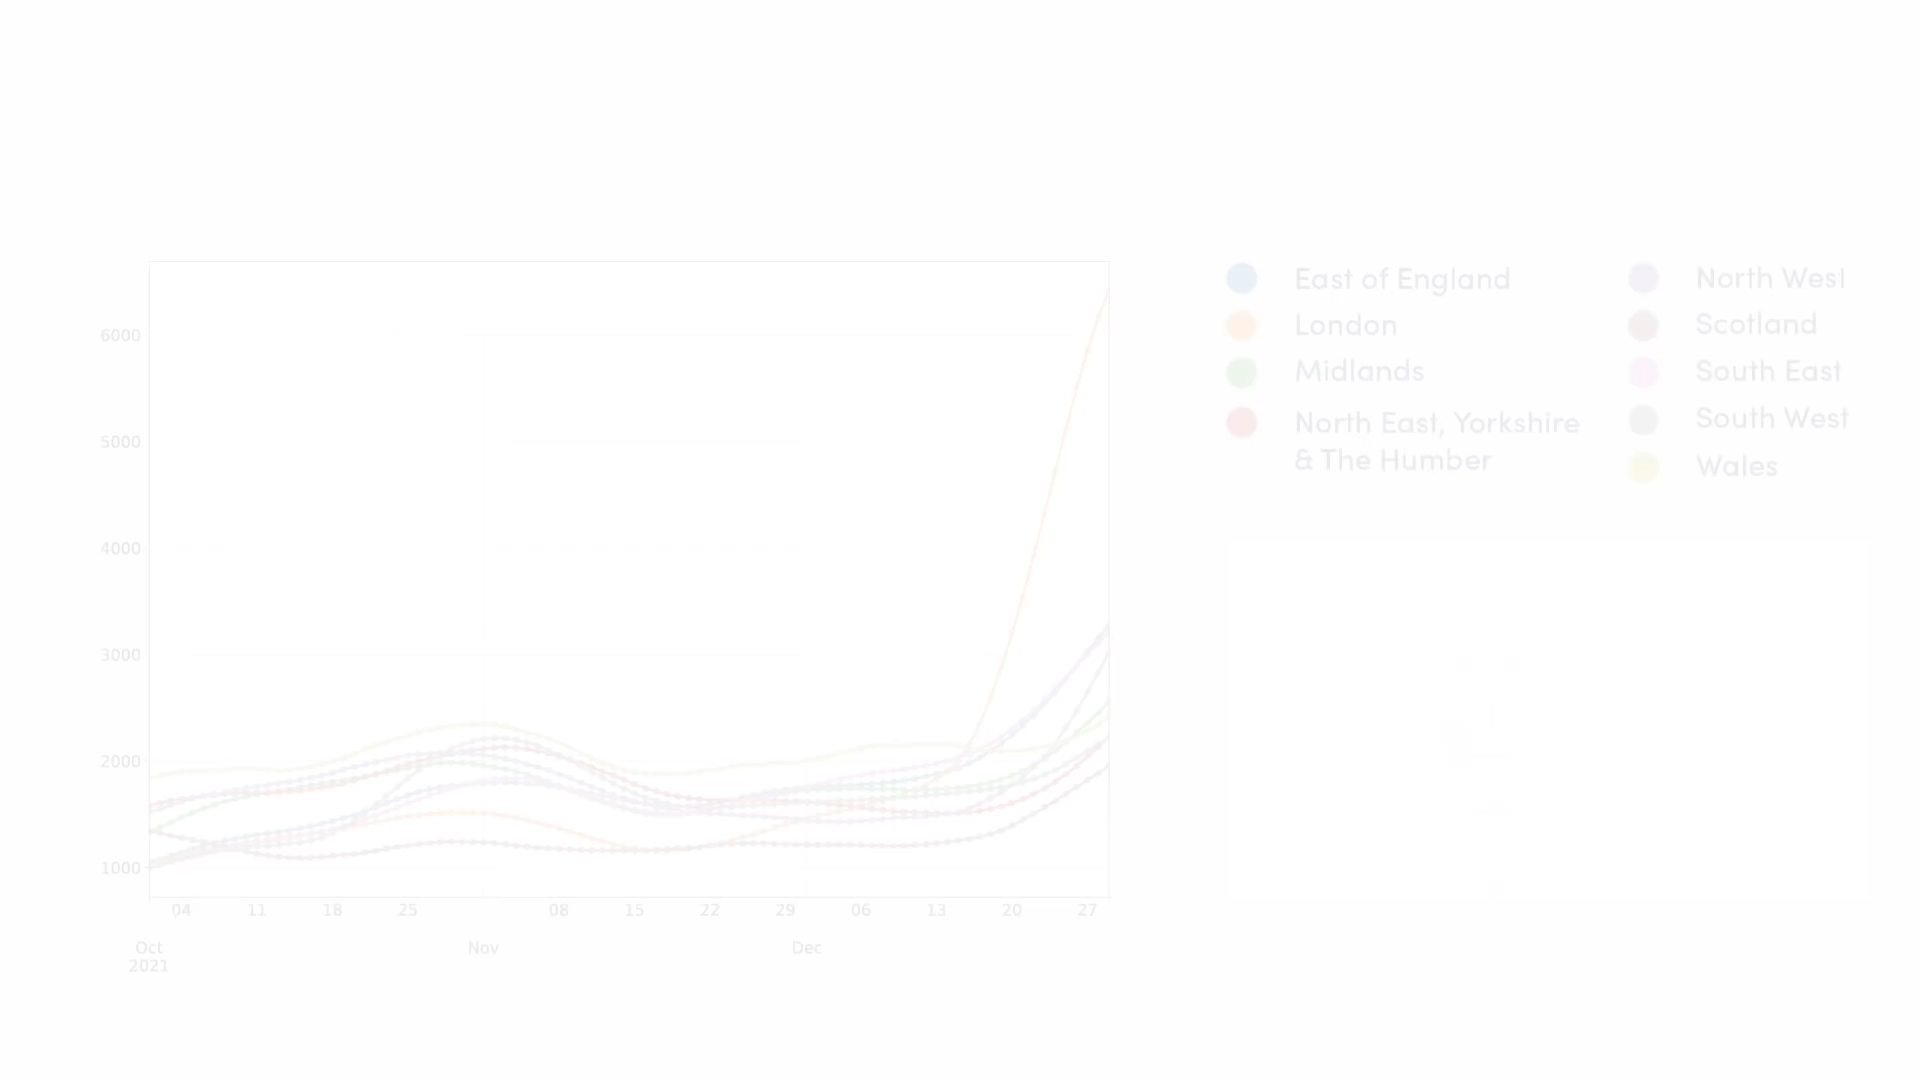 6000
5000
4000
3000
2000
1000
04 11 18 25 08 15 22 29 06 13 20 27
Oct Nov Dec
2021
East of England
London
Midlands
North East, Yorkshire
& The Humber
North West
Scotland
South East
South West
Wales